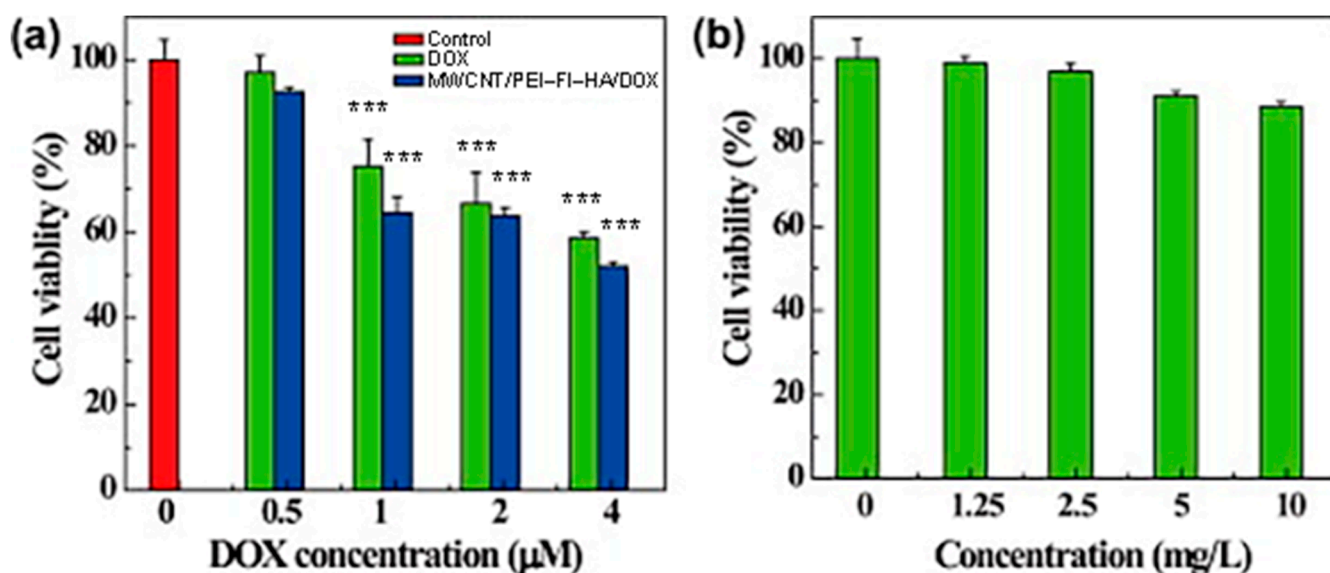 (a)
Cell viablity (%)
100
80
60
40
20
0
Control
DOX
MWCNT/PEI–FI–HA/DOX
***
***
***
***
***
***
0 0.5 1 2 4
DOX concentration (μM)
(b)
Cell viability (%)
100
80
60
40
20
0
0 1.25 2.5 5 10
Concentration (mg/L)